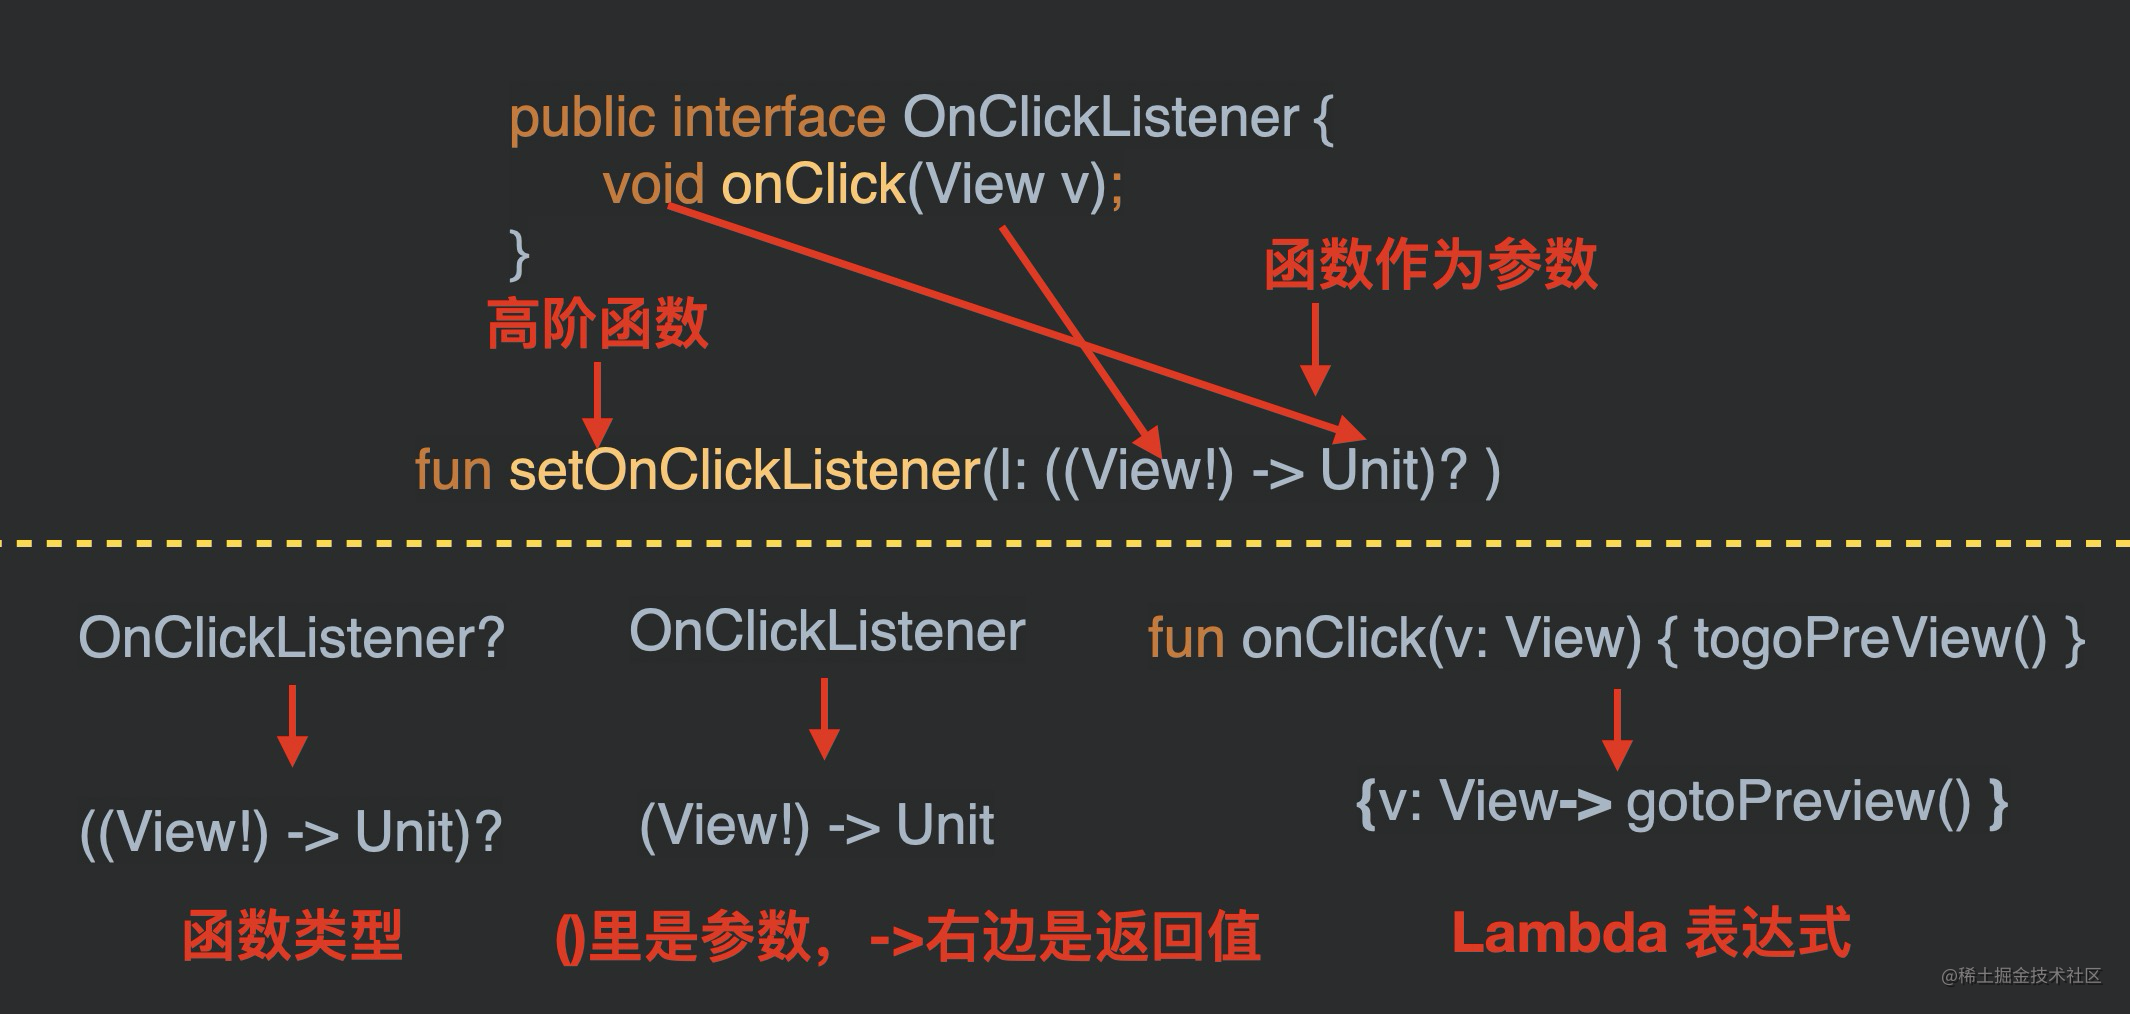 public interface OnClickListener {
void onClick(View v);
}
函数作为参数
高阶函数
fun setOnClickListener(l: ((View!) -> Unit)? )
OnClickListener?
OnClickListener
fun onClick(v: View) { togoPreView() }
((View!) -> Unit)?
(View!) -> Unit
{v: View-> gotoPreview() }
函数类型
()里是参数，->右边是返回值
Lambda 表达式
@稀土掘金技术社区